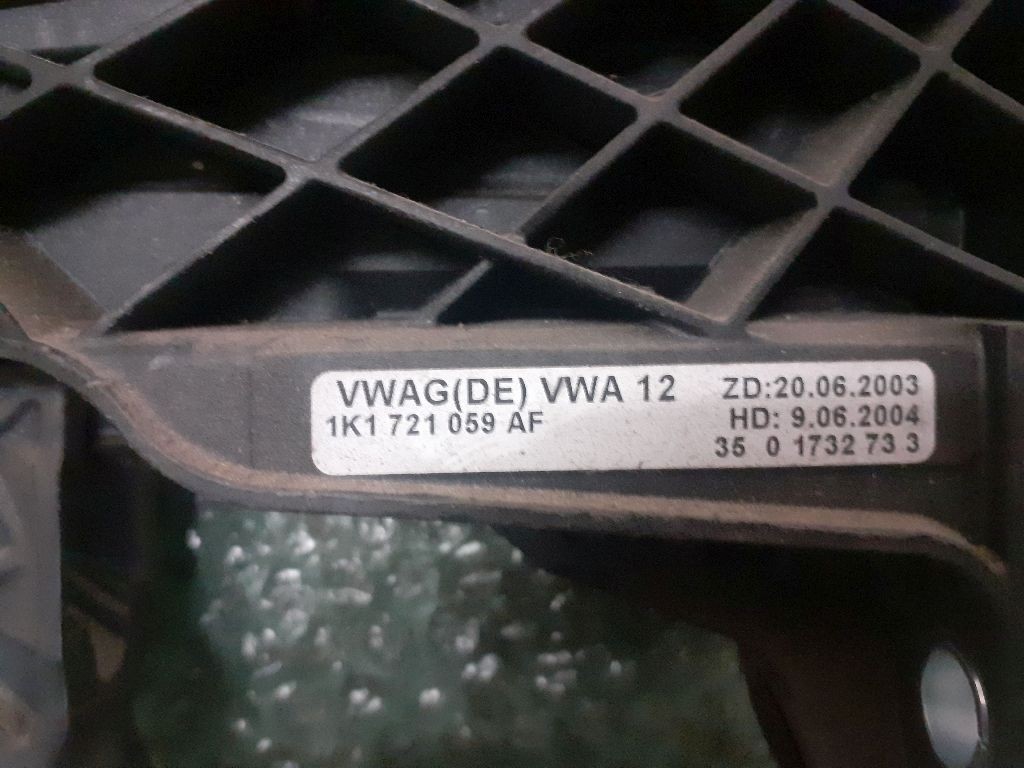 VWAG(DE) VWA 12 ZD:20.06.2003
1K1 721 059 AF HD: 9.06.2004
35 0 1732 73 3